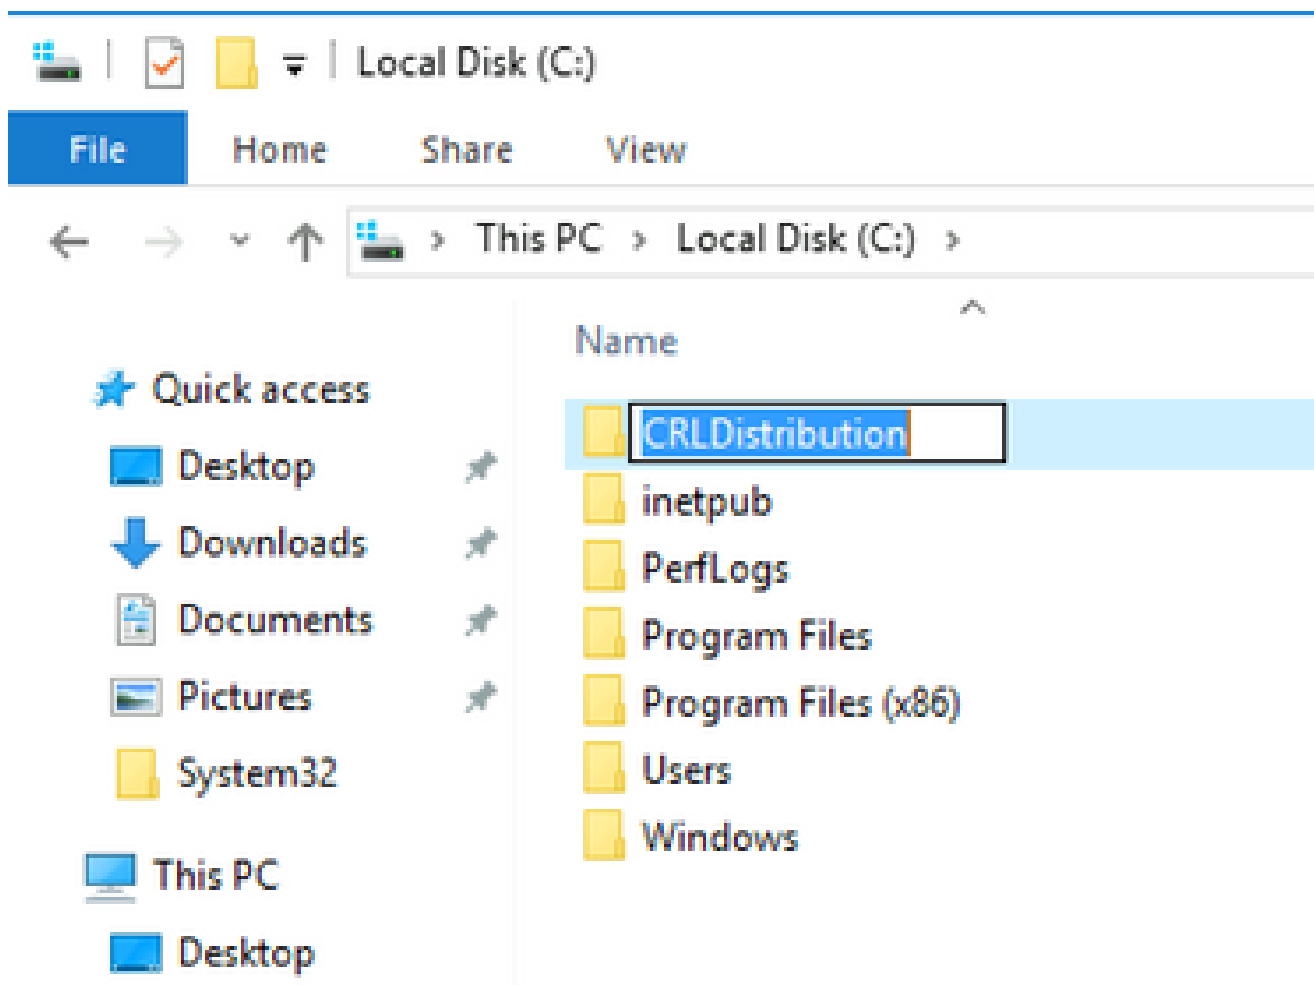 Local Disk (C:)
File Home Share View
This PC Local Disk (C:)
Name
Quick access
Desktop
Downloads
Documents
Pictures
System32
This PC
Desktop
CRLDistribution
inetpub
PerfLogs
Program Files
Program Files (x86)
Users
Windows